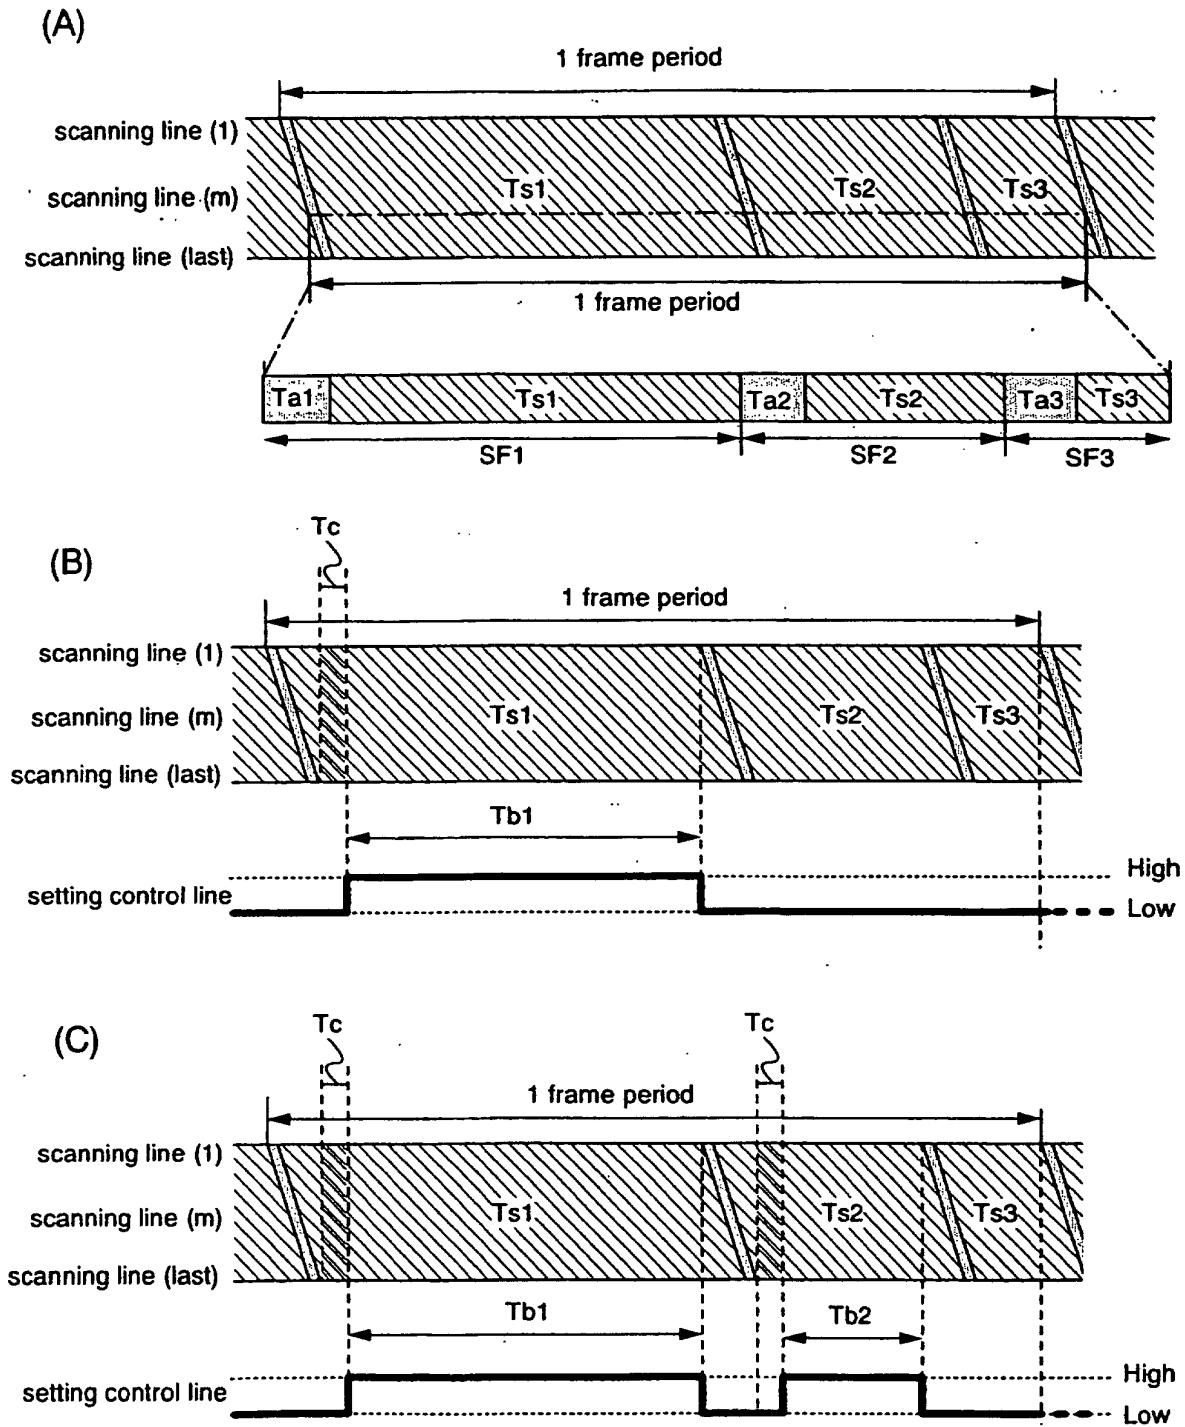 (A)
1 frame period
scanning line (1)
scanning line (m)
scanning line (last)
Ts1
Ts2
Ts3
1 frame period
Ta1
Ts1
Ta2
Ts2
Ta3
Ts3
SF1
SF2
SF3
(B)
Tc
1 frame period
scanning line (1)
scanning line (m)
scanning line (last)
Ts1
Ts2
Ts3
Tb1
setting control line
High
Low
(C)
Tc
Tc
1 frame period
scanning line (1)
scanning line (m)
scanning line (last)
Ts1
Ts2
Ts3
Tb1
Tb2
setting control line
High
Low